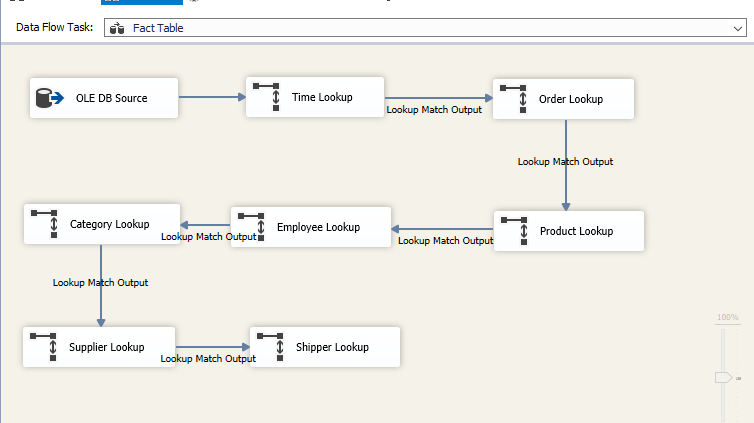 Data Flow Task: Fact Table
OLE DB Source
Time Lookup
Lookup Match Output
Order Lookup
Lookup Match Output
Product Lookup
Lookup Match Output
Employee Lookup
Lookup Match Output
Category Lookup
Lookup Match Output
Supplier Lookup
Lookup Match Output
Shipper Lookup
100%